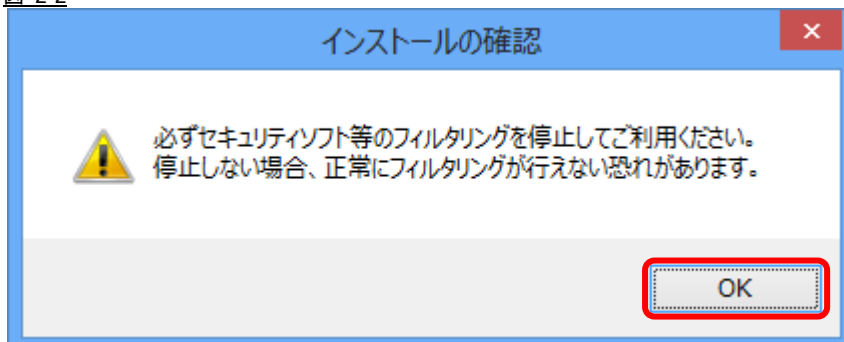 図 2-2
インストールの確認
必ずセキュリティソフト等のフィルタリングを停止してご利用ください。
停止しない場合、正常にフィルタリングが行えない恐れがあります。
OK